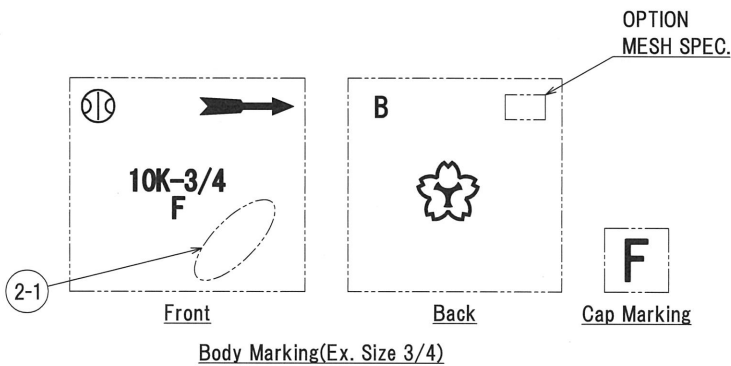 OPTION
MESH SPEC.
10K-3/4
F
B
F
2-1
Front
Back
Cap Marking
Body Marking(Ex. Size 3/4)